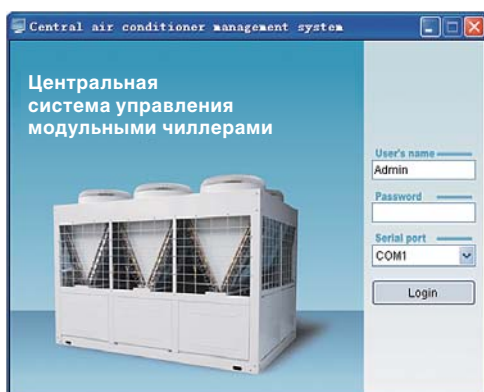 Central air conditioner management system
Центральная
система управления
модульными чиллерами
User's name
Admin
Password
Serial port
COM1
Login